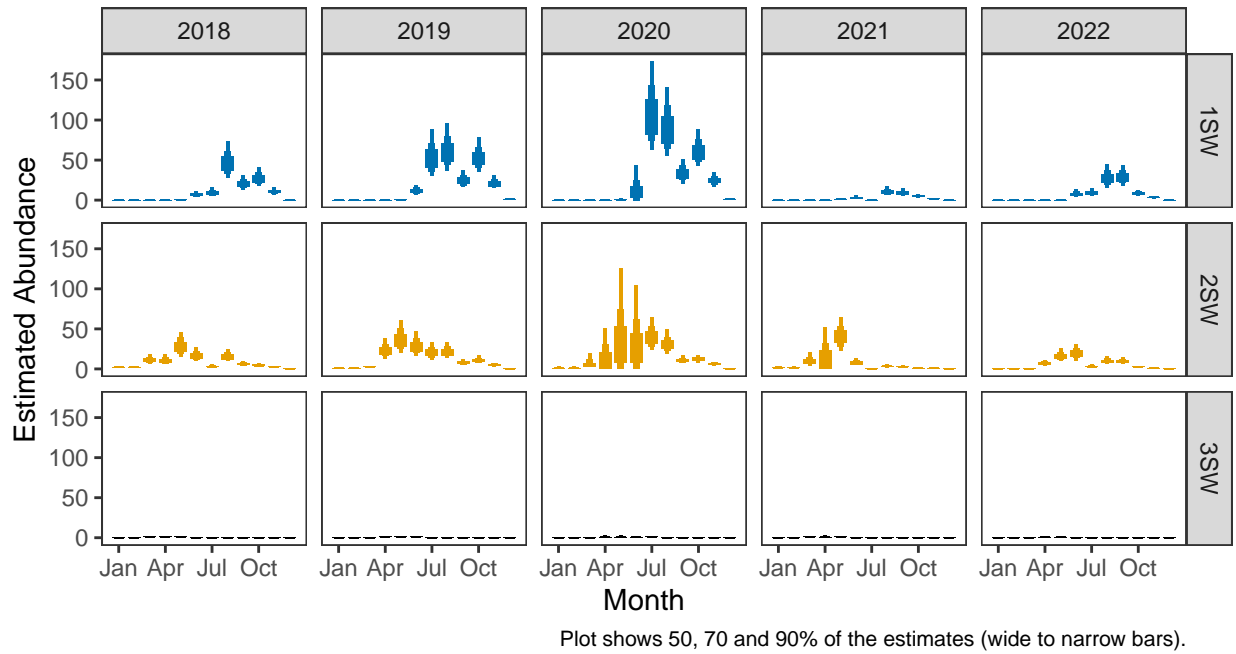 2018 2019 2020 2021 2022
150
100
50
0
1SW
150
100
50
0
2SW
150
100
50
0
3SW
Estimated Abundance
Jan Apr Jul Oct Jan Apr Jul Oct Jan Apr Jul Oct Jan Apr Jul Oct Jan Apr Jul Oct
Month
Plot shows 50, 70 and 90% of the estimates (wide to narrow bars).